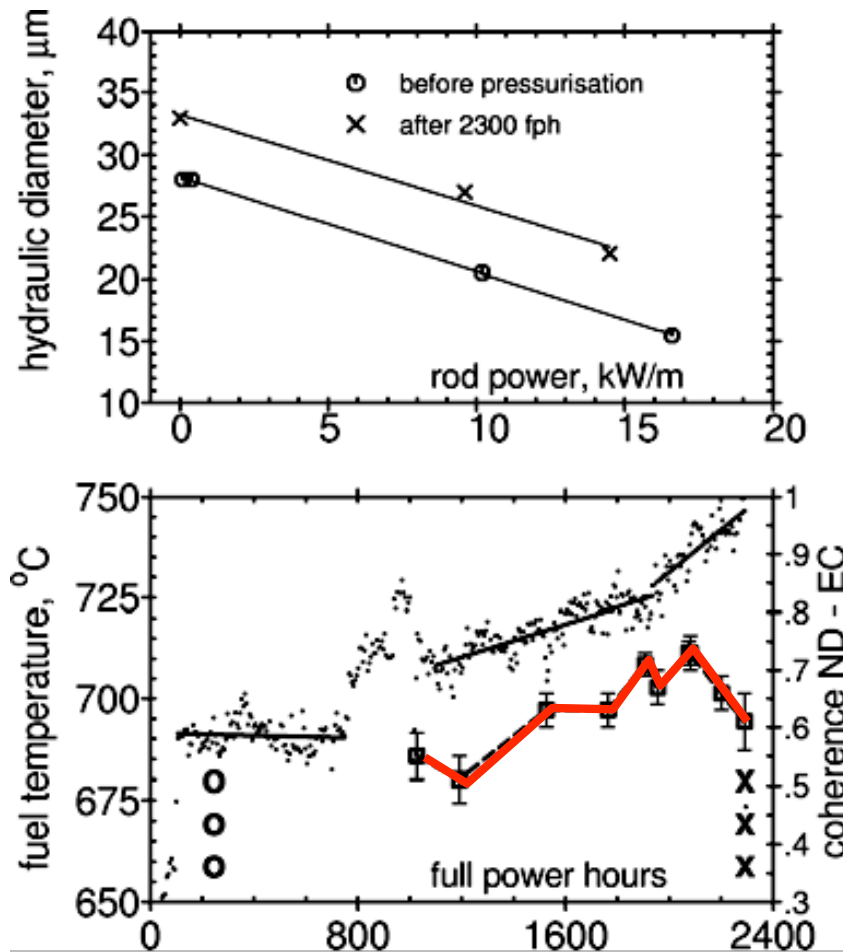 40
35
30
25
20
15
10
hydraulic diameter, μm
before pressurisation
after 2300 fph
rod power, kW/m
0 5 10 15 20
750
725
700
675
650
fuel temperature, °C
1
.9
.8
.7
.6
.5
.4
.3
coherence ND - EC
O X
O X
O X
full power hours
0 800 1600 2400